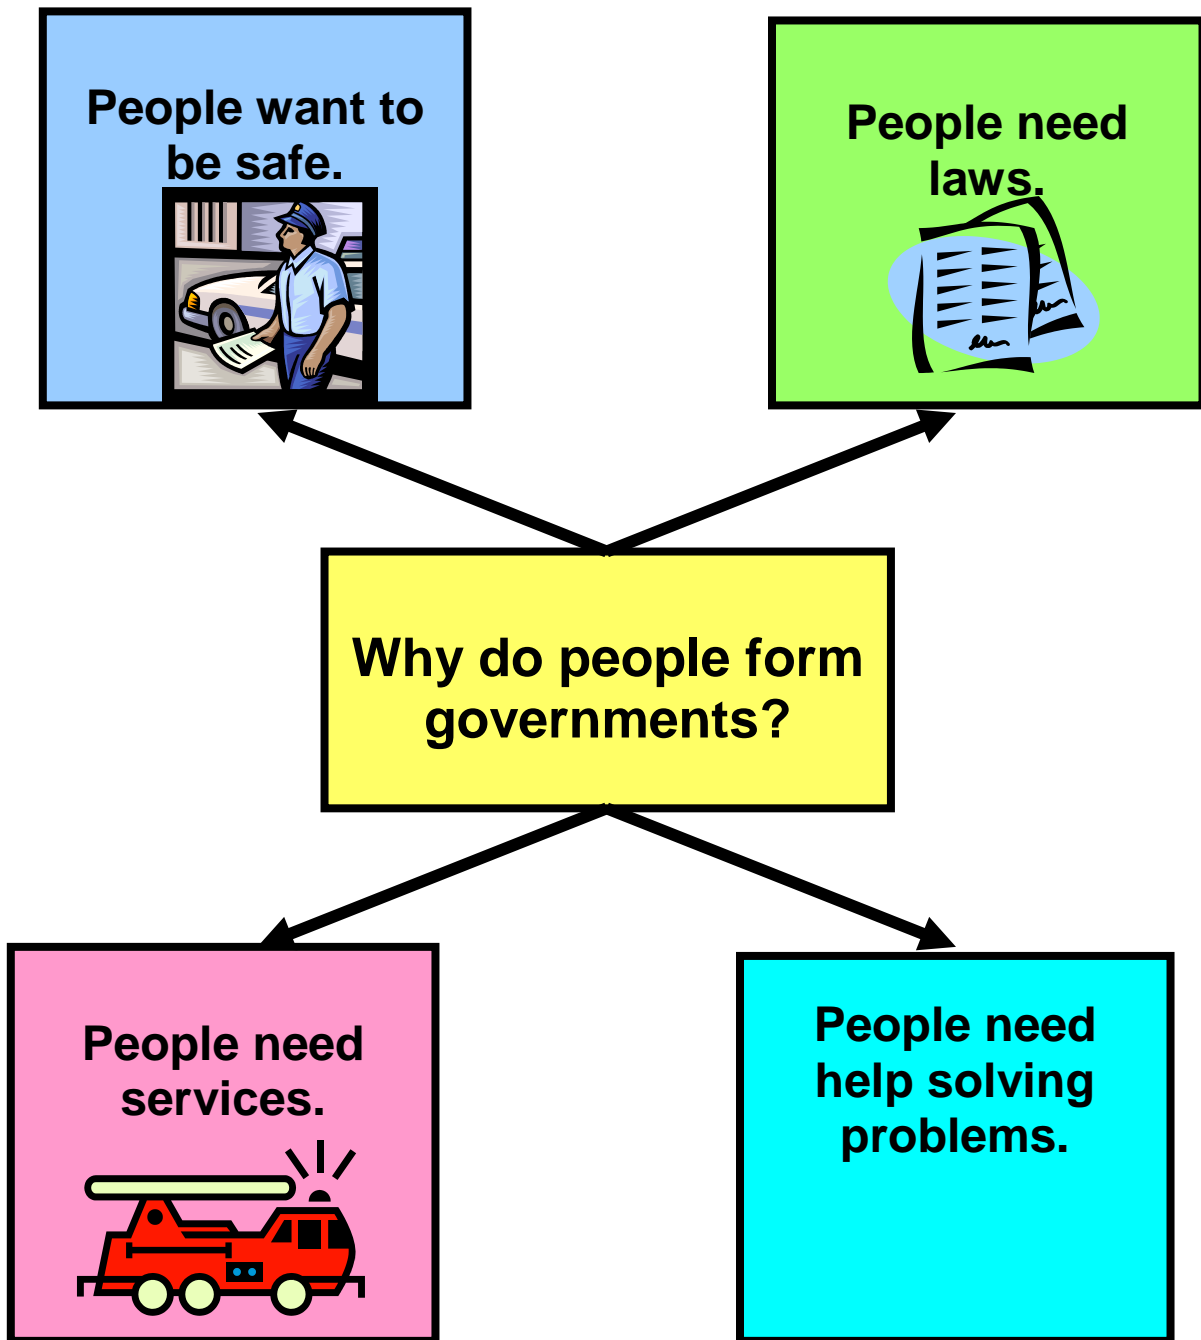 People want to
be safe.
People need
laws.
Why do people form
governments?
People need
services.
People need
help solving
problems.